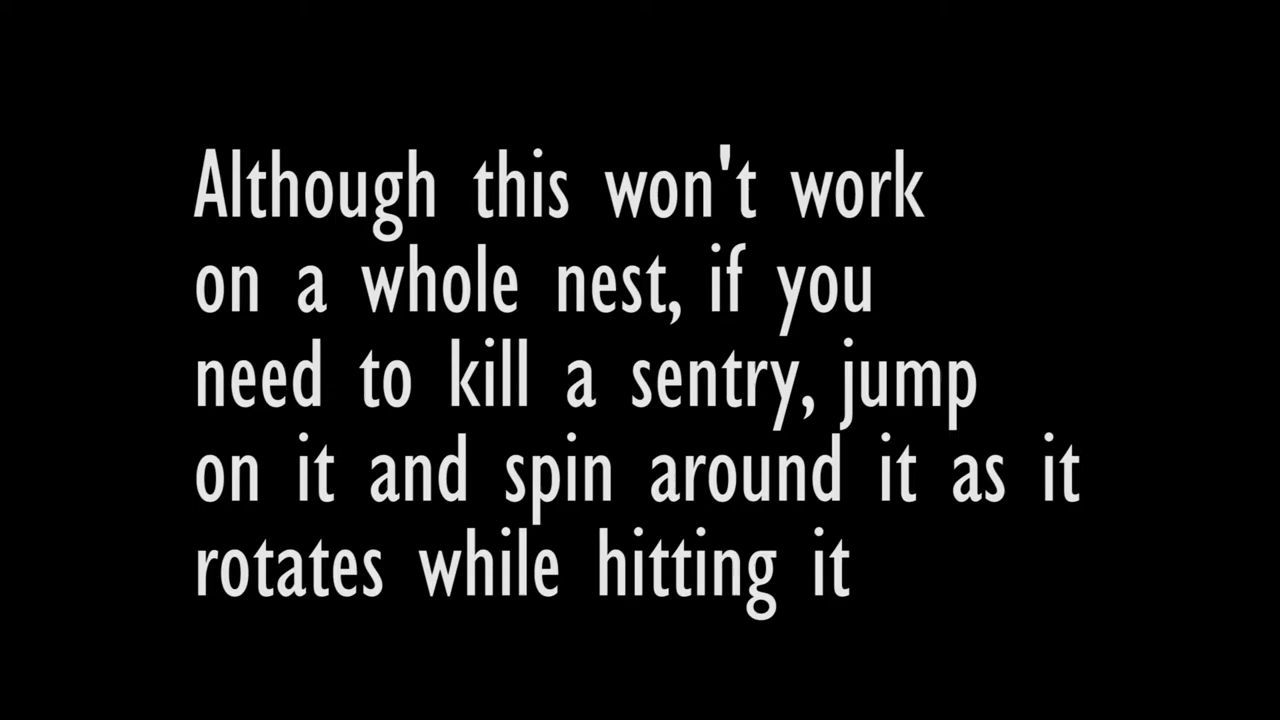 Although this won't work
on a whole nest, if you
need to kill a sentry, jump
on it and spin around it as it
rotates while hitting it